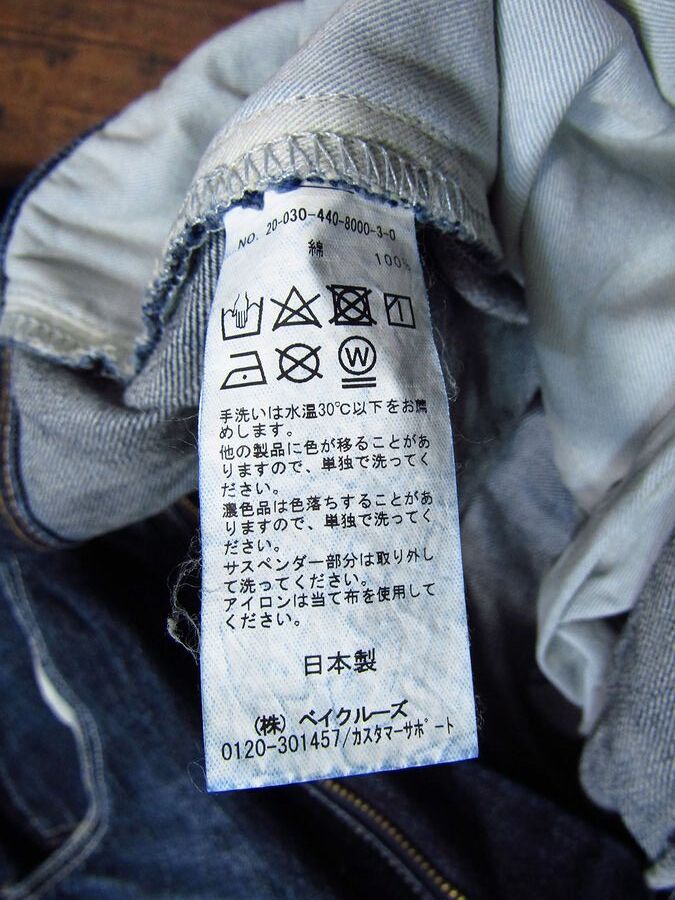 NO. 20-030-440-8000-3-0
綿 100%
W
手洗いは水温30℃以下をお薦
めします。
他の製品に色が移ることがあ
りますので、単独で洗ってく
ださい。
濃色品は色落ちすることがあ
りますので、単独で洗ってく
ださい。
サスペンダー部分は取り外し
て洗ってください。
アイロンは当て布を使用して
ください。
日本製
(株) ベイクルーズ
0120-301457/カスタマーサポート